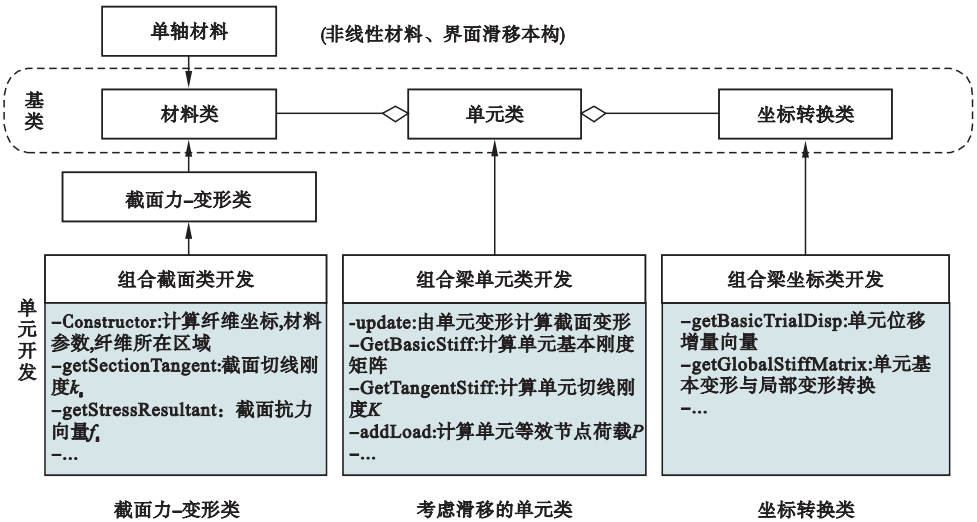 单轴材料
(非线性材料、界面滑移本构)
基类
材料类
单元类
坐标转换类
截面力–变形类
单元开发
组合截面类开发
–Constructor:计算纤维坐标,材料
参数,纤维所在区域
–getSectionTangent:截面切线刚
度ks
–getStressResultant：截面抗力
向量fs
–…
组合梁单元类开发
-update:由单元变形计算截面变形
–GetBasicStiff:计算单元基本刚度
矩阵
–GetTangentStiff:计算单元切线刚
度K
–addLoad:计算单元等效节点荷载P
–…
组合梁坐标类开发
–getBasicTrialDisp:单元位移
增量向量
–getGlobalStiffMatrix:单元基
本变形与局部变形转换
–…
截面力–变形类
考虑滑移的单元类
坐标转换类